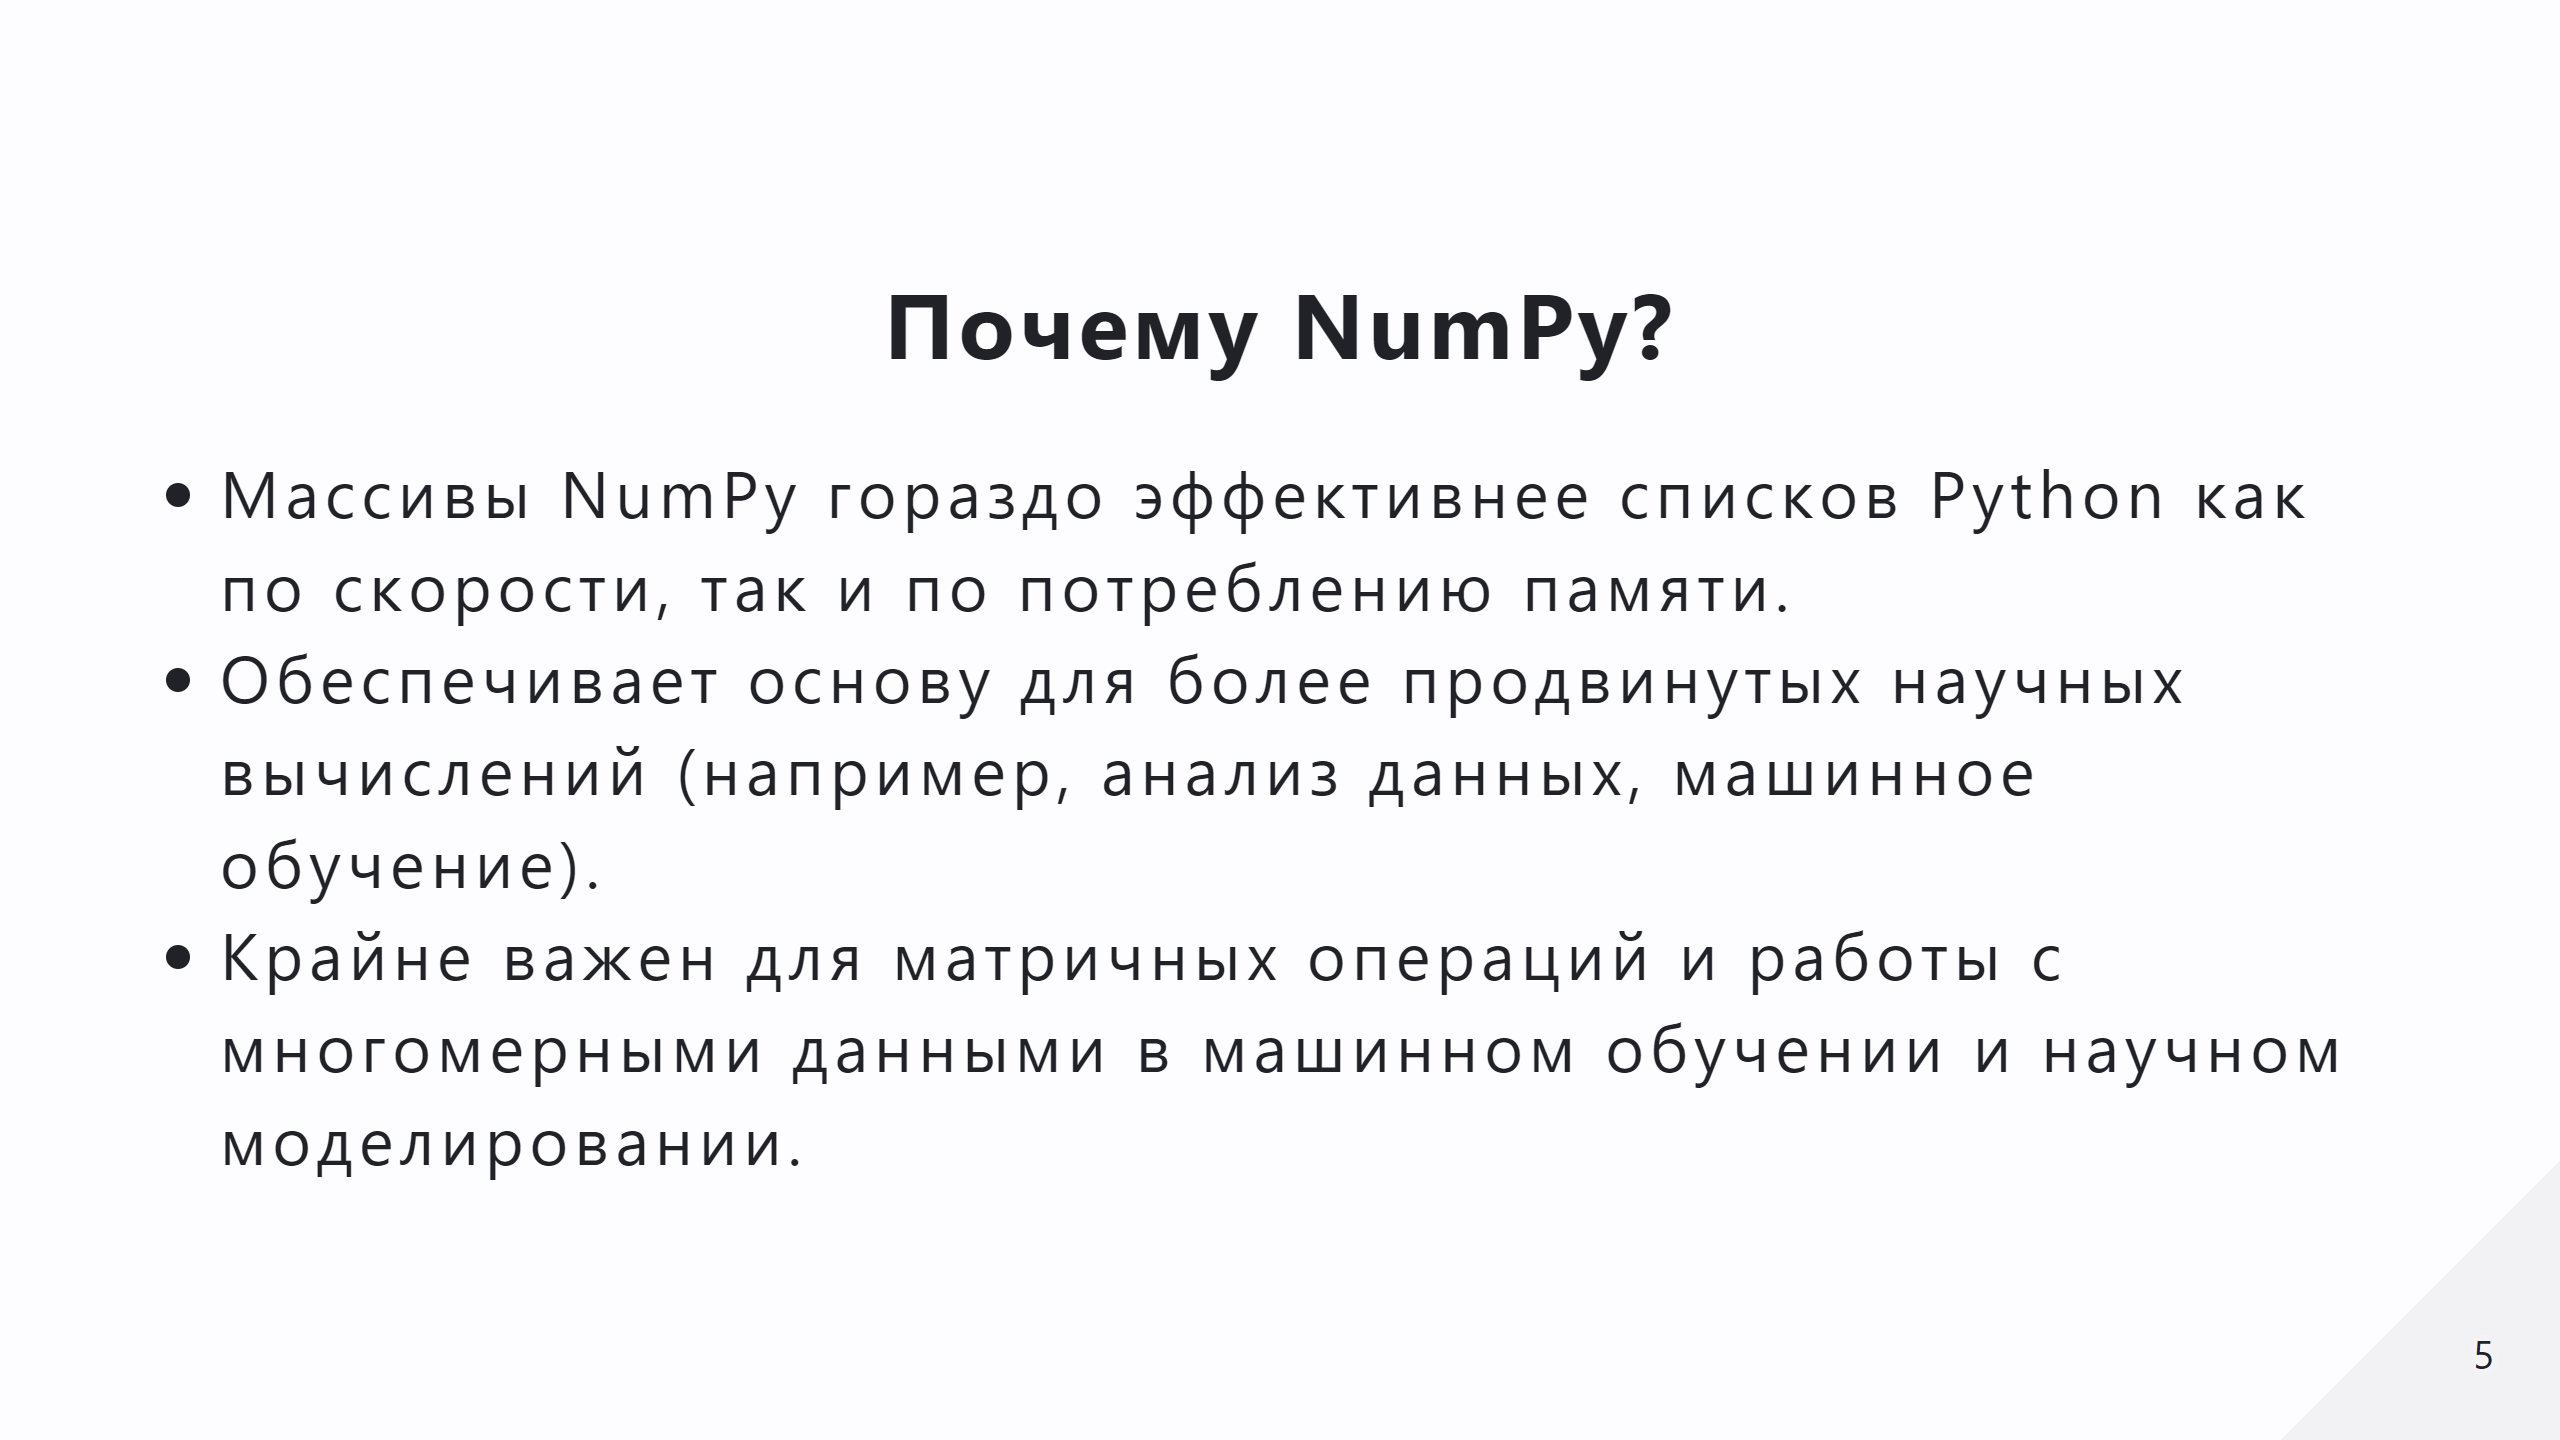 Почему NumPy?
• Массивы NumPy гораздо эффективнее списков Python как
по скорости, так и по потреблению памяти.
• Обеспечивает основу для более продвинутых научных
вычислений (например, анализ данных, машинное
обучение).
• Крайне важен для матричных операций и работы с
многомерными данными в машинном обучении и научном
моделировании.
5